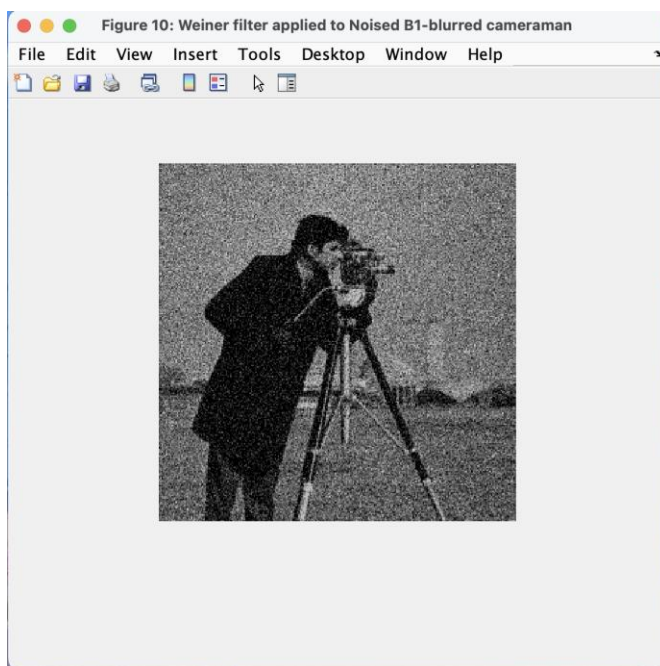 Figure 10: Weiner filter applied to Noised B1-blurred cameraman
File Edit View Insert Tools Desktop Window Help